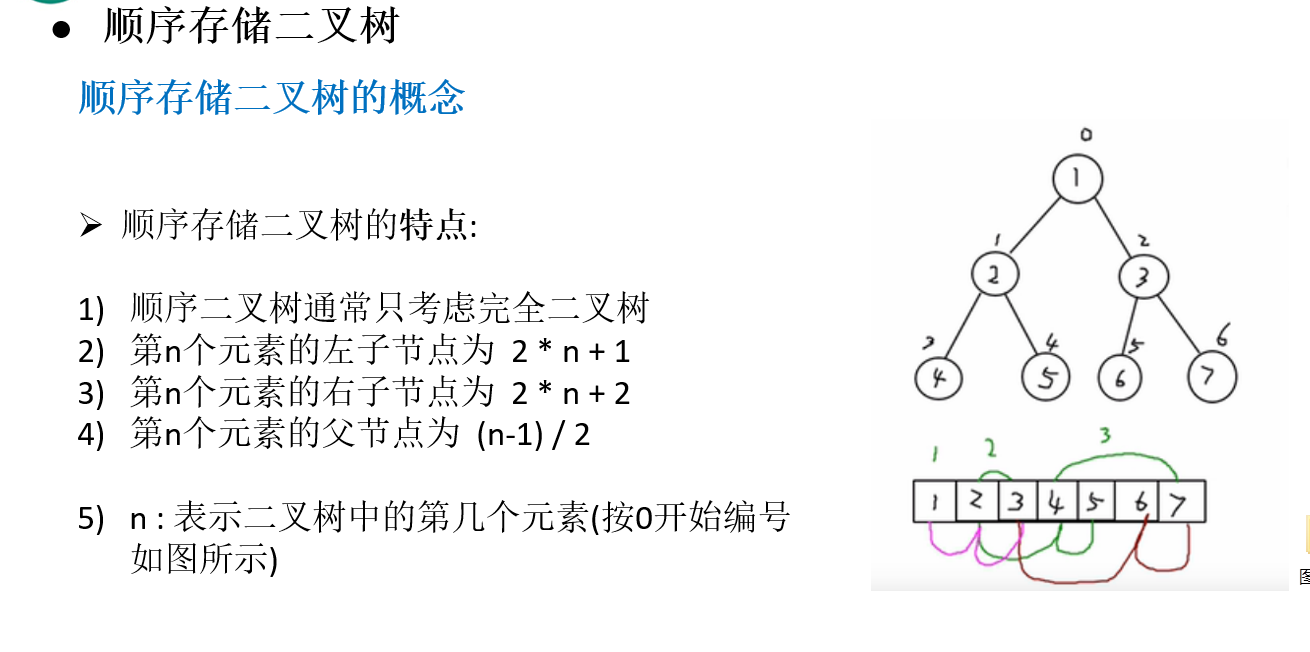 ● 顺序存储二叉树
顺序存储二叉树的概念
➢ 顺序存储二叉树的特点:
1) 顺序二叉树通常只考虑完全二叉树
2) 第n个元素的左子节点为 2 * n + 1
3) 第n个元素的右子节点为 2 * n + 2
4) 第n个元素的父节点为 (n-1) / 2
5) n : 表示二叉树中的第几个元素(按0开始编号
如图所示)
0
1
1 2
2 3
3 4 5 6
4 5 6 7
1 2 3
1 2 3 4 5 6 7